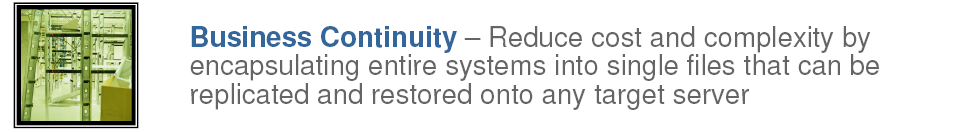 Business Continuity – Reduce cost and complexity by
encapsulating entire systems into single files that can be
replicated and restored onto any target server